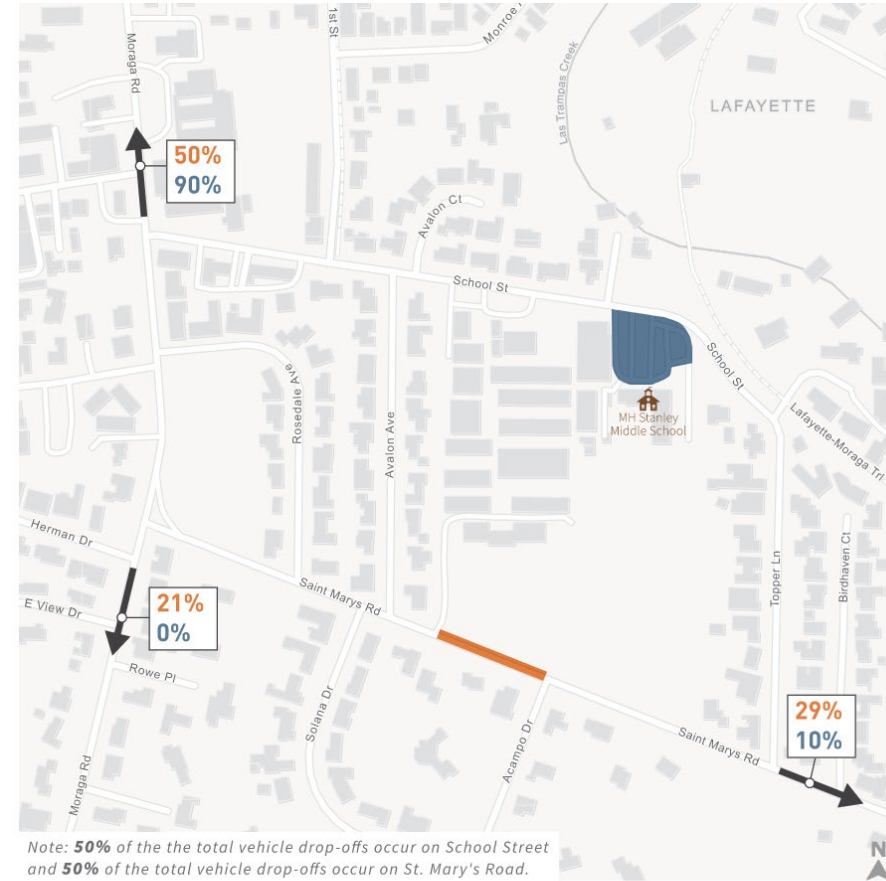 Moraga Rd
1st St
Monroe A
Las Trampas Creek
LAFAYETTE
50%
90%
Avalon Ct
School St
School St
MH Stanley
Middle School
Rosedale Ave
Avalon Ave
Lafayette-Moraga Trl
Herman Dr
E View Dr
21%
0%
Saint Marys Rd
Topper Ln
Birdhaven Ct
Rowe Pl
Solana Dr
Acampo Dr
Saint Marys Rd
29%
10%
Moraga Rd
Note: 50% of the the total vehicle drop-offs occur on School Street
and 50% of the total vehicle drop-offs occur on St. Mary's Road.
N